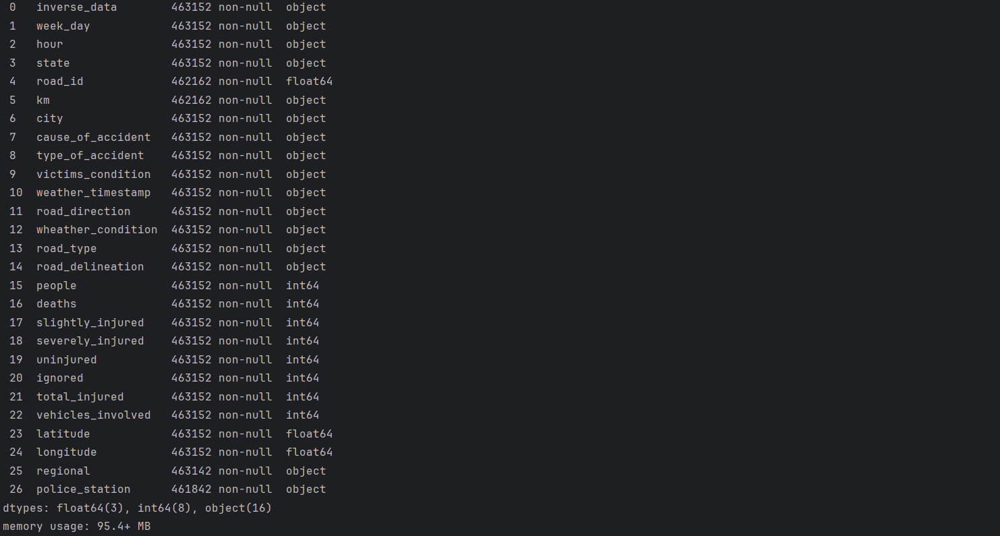 0   inverse_data        463152 non-null  object
1   week_day            463152 non-null  object
2   hour                463152 non-null  object
3   state               463152 non-null  object
4   road_id             462162 non-null  float64
5   km                  462162 non-null  object
6   city                463152 non-null  object
7   cause_of_accident   463152 non-null  object
8   type_of_accident    463152 non-null  object
9   victims_condition   463152 non-null  object
10  weather_timestamp   463152 non-null  object
11  road_direction      463152 non-null  object
12  wheather_condition  463152 non-null  object
13  road_type           463152 non-null  object
14  road_delineation    463152 non-null  object
15  people              463152 non-null  int64
16  deaths              463152 non-null  int64
17  slightly_injured    463152 non-null  int64
18  severely_injured    463152 non-null  int64
19  uninjured           463152 non-null  int64
20  ignored             463152 non-null  int64
21  total_injured       463152 non-null  int64
22  vehicles_involved   463152 non-null  int64
23  latitude            463152 non-null  float64
24  longitude           463152 non-null  float64
25  regional            463142 non-null  object
26  police_station      461842 non-null  object
dtypes: float64(3), int64(8), object(16)
memory usage: 95.4+ MB